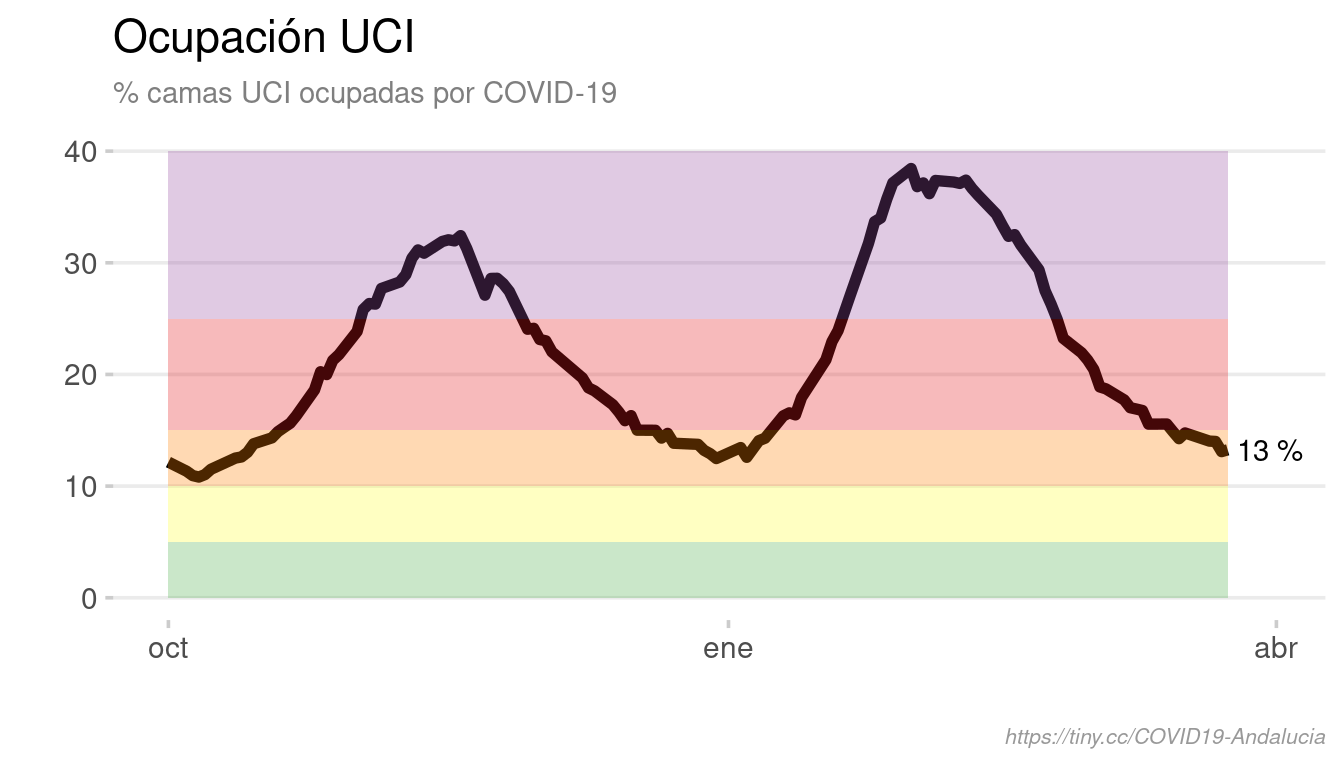 Ocupación UCI
% camas UCI ocupadas por COVID-19
40
30
20
10
0
13 %
oct ene abr
https://tiny.cc/COVID19-Andalucia